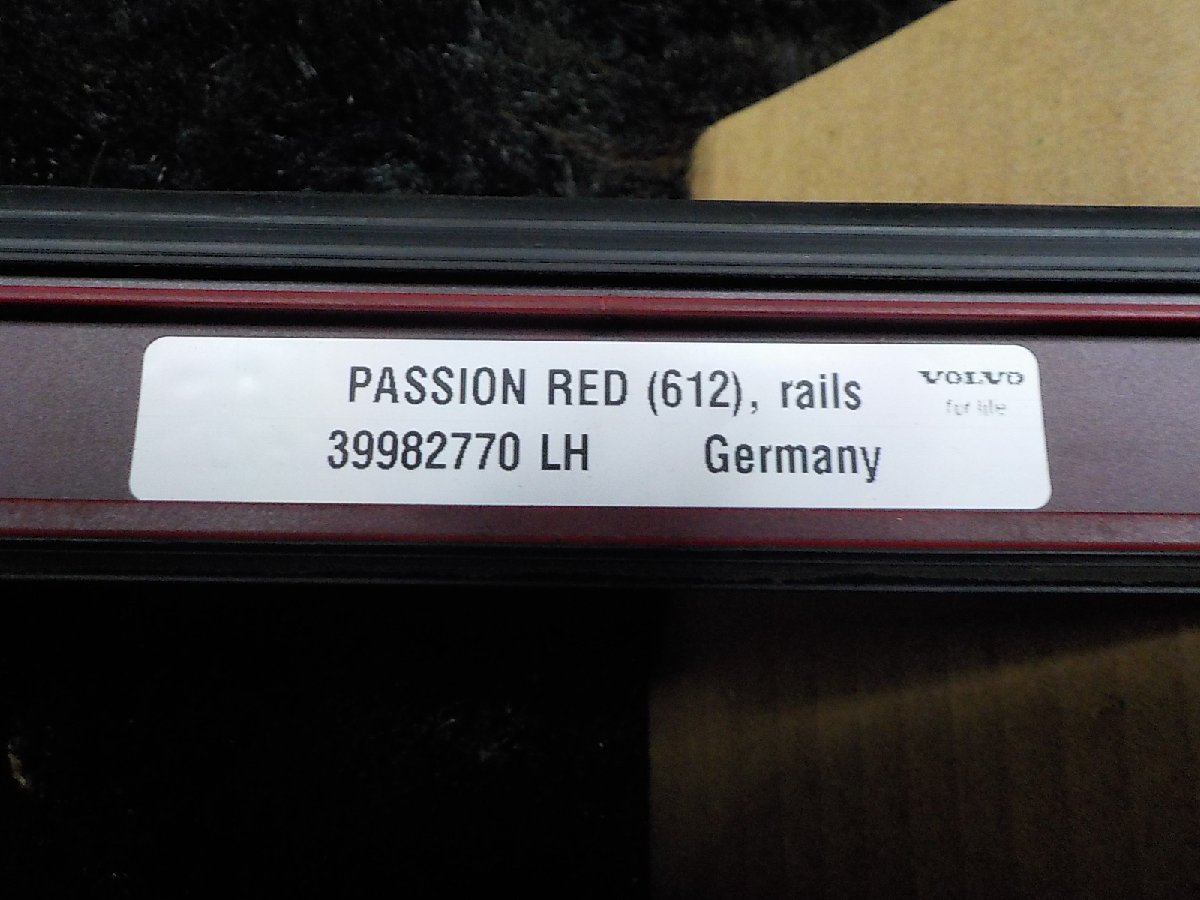 PASSION RED (612), rails
VOLVO
for life
39982770 LH Germany